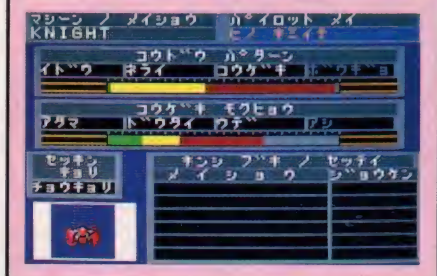 マシーン ノ メイショウ
パイロット メイ
KNIGHT
ヒノ
コウドウ パターン
イドウ ネライ コウゲキ ボウギョ
コウゲキ モクヒョウ
アタマ ドウタイ ウデ アシ
セッキン
キョリ
チョウキョリ
キンシ ブキ ノ セッテイ
メイショウ ジョウケン